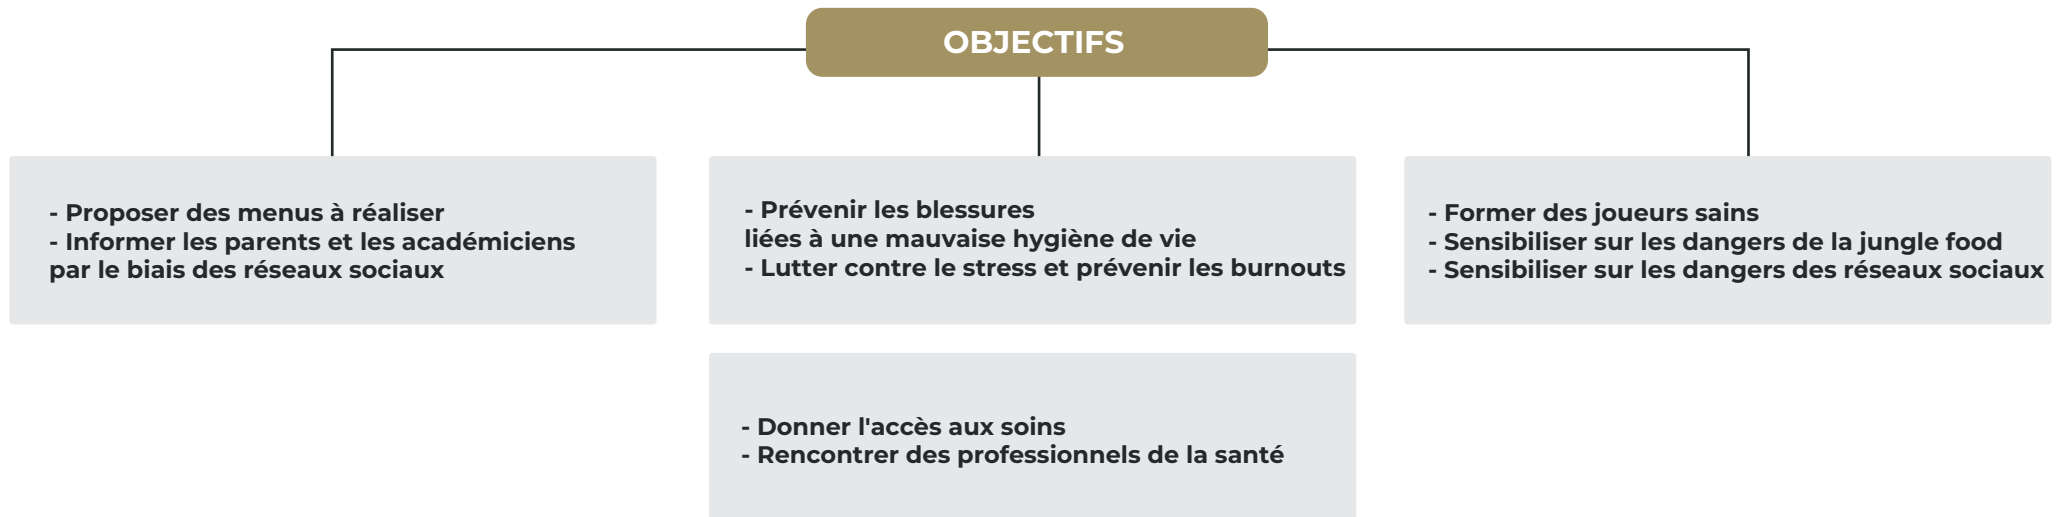 OBJECTIFS
- Proposer des menus à réaliser
- Informer les parents et les académiciens
par le biais des réseaux sociaux
- Prévenir les blessures
liées à une mauvaise hygiène de vie
- Lutter contre le stress et prévenir les burnouts
- Former des joueurs sains
- Sensibiliser sur les dangers de la jungle food
- Sensibiliser sur les dangers des réseaux sociaux
- Donner l'accès aux soins
- Rencontrer des professionnels de la santé